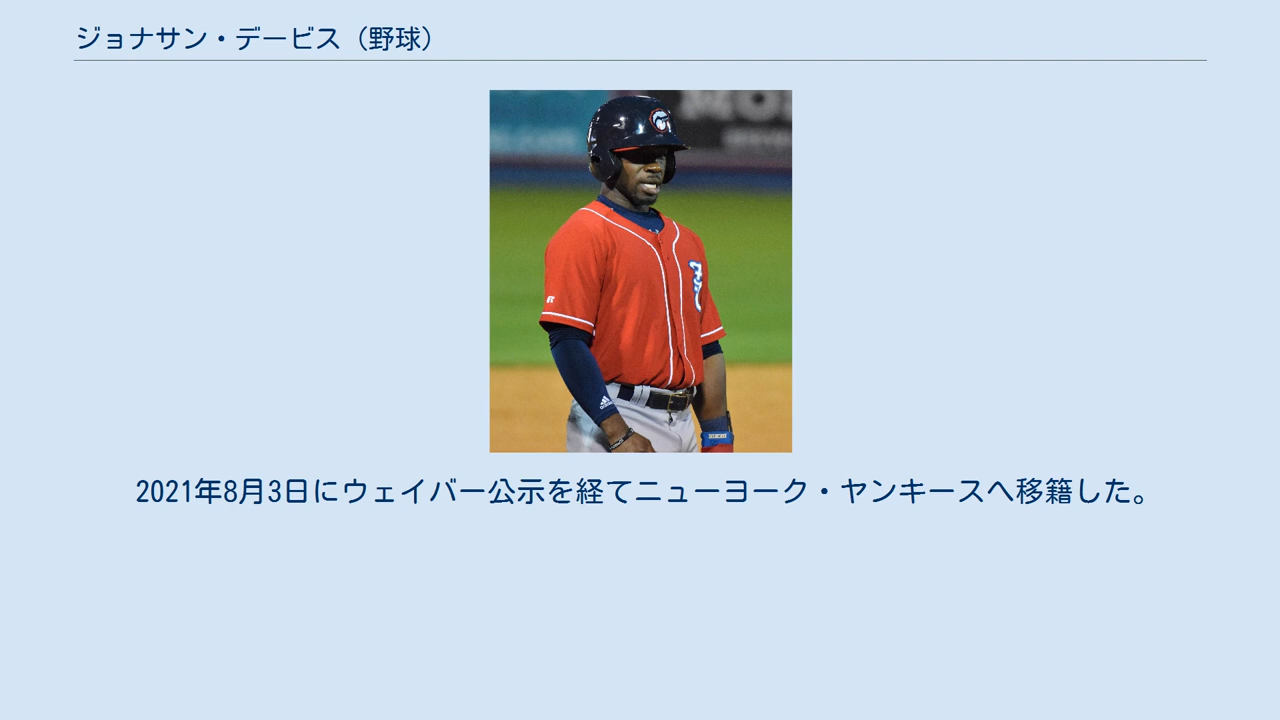 ジョナサン・デービス（野球）
2021年8月3日にウェイバー公示を経てニューヨーク・ヤンキースへ移籍した。